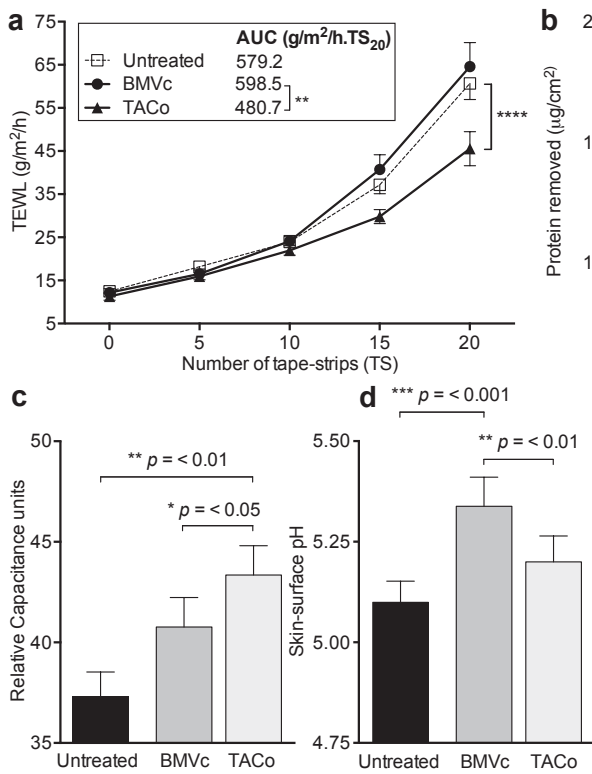 a
AUC (g/m²/h.TS₂₀)
Untreated 579.2
BMVc 598.5
TACo 480.7
**
****
75
65
55
45
35
25
15
5
TEWL (g/m²/h)
0 5 10 15 20
Number of tape-strips (TS)
b
2
1
1
Protein removed (μg/cm²)
c
50
45
40
35
Relative Capacitance units
** p = < 0.01
* p = < 0.05
Untreated BMVc TACo
d
*** p = < 0.001
** p = < 0.01
5.50
5.25
5.00
4.75
Skin-surface pH
Untreated BMVc TACo